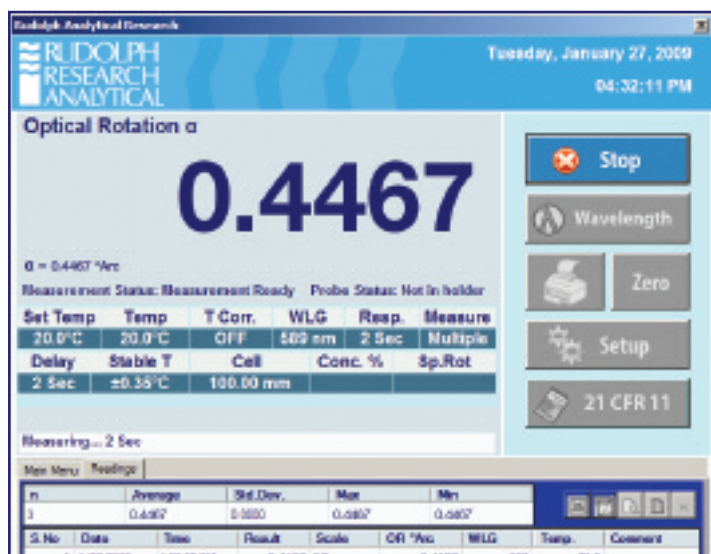 Rudolph Analytical Research
RUDOLPH
RESEARCH
ANALYTICAL
Tuesday, January 27, 2009
04:32:11 PM
Optical Rotation α
0.4467
α = 0.4467 °Arc
Measurement Status: Measurement Ready Probe Status: Not in holder
Set Temp Temp T Corr. WLG Resp. Measure
20.0°C 20.0°C OFF 589 nm 2 Sec Multiple
Delay Stable T Cell Conc. % Sp.Rot
2 Sec ±0.35°C 100.00 mm
Measuring... 2 Sec
Stop
Wavelength
Zero
Setup
21 CFR 11
Main Menu Readings
n Average Std.Dev. Max Min
0.4467 0.0000 0.4467 0.4467
S.No Date Time Result Scale OR °Arc WLG Temp. Comment